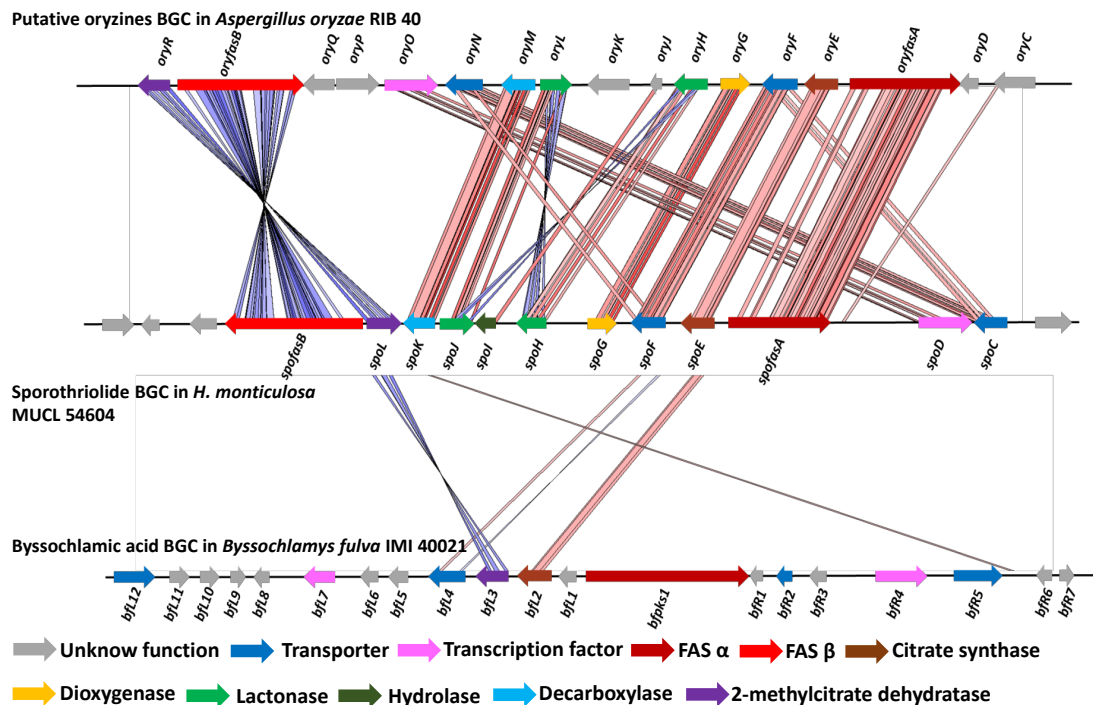 Putative oryzines BGC in Aspergillus oryzae RIB 40
oryR oryfasB oryQ oryP oryO oryN oryM oryL oryK oryJ oryH oryG oryF oryE oryfasA oryD oryC
spofasB spoL spoK spoJ spoI spoH spoG spoF spoE spofasA spoD spoC
Sporothriolide BGC in H. monticulosa
MUCL 54604
Byssochlamic acid BGC in Byssochlamys fulva IMI 40021
bfL12 bfL11 bfL10 bfL9 bfL8 bfL7 bfL6 bfL5 bfL4 bfL3 bfL2 bfL1 bfpks1 bfR1 bfR2 bfR3 bfR4 bfR5 bfR6 bfR7
Unknow function Transporter Transcription factor FAS α FAS β Citrate synthase
Dioxygenase Lactonase Hydrolase Decarboxylase 2-methylcitrate dehydratase